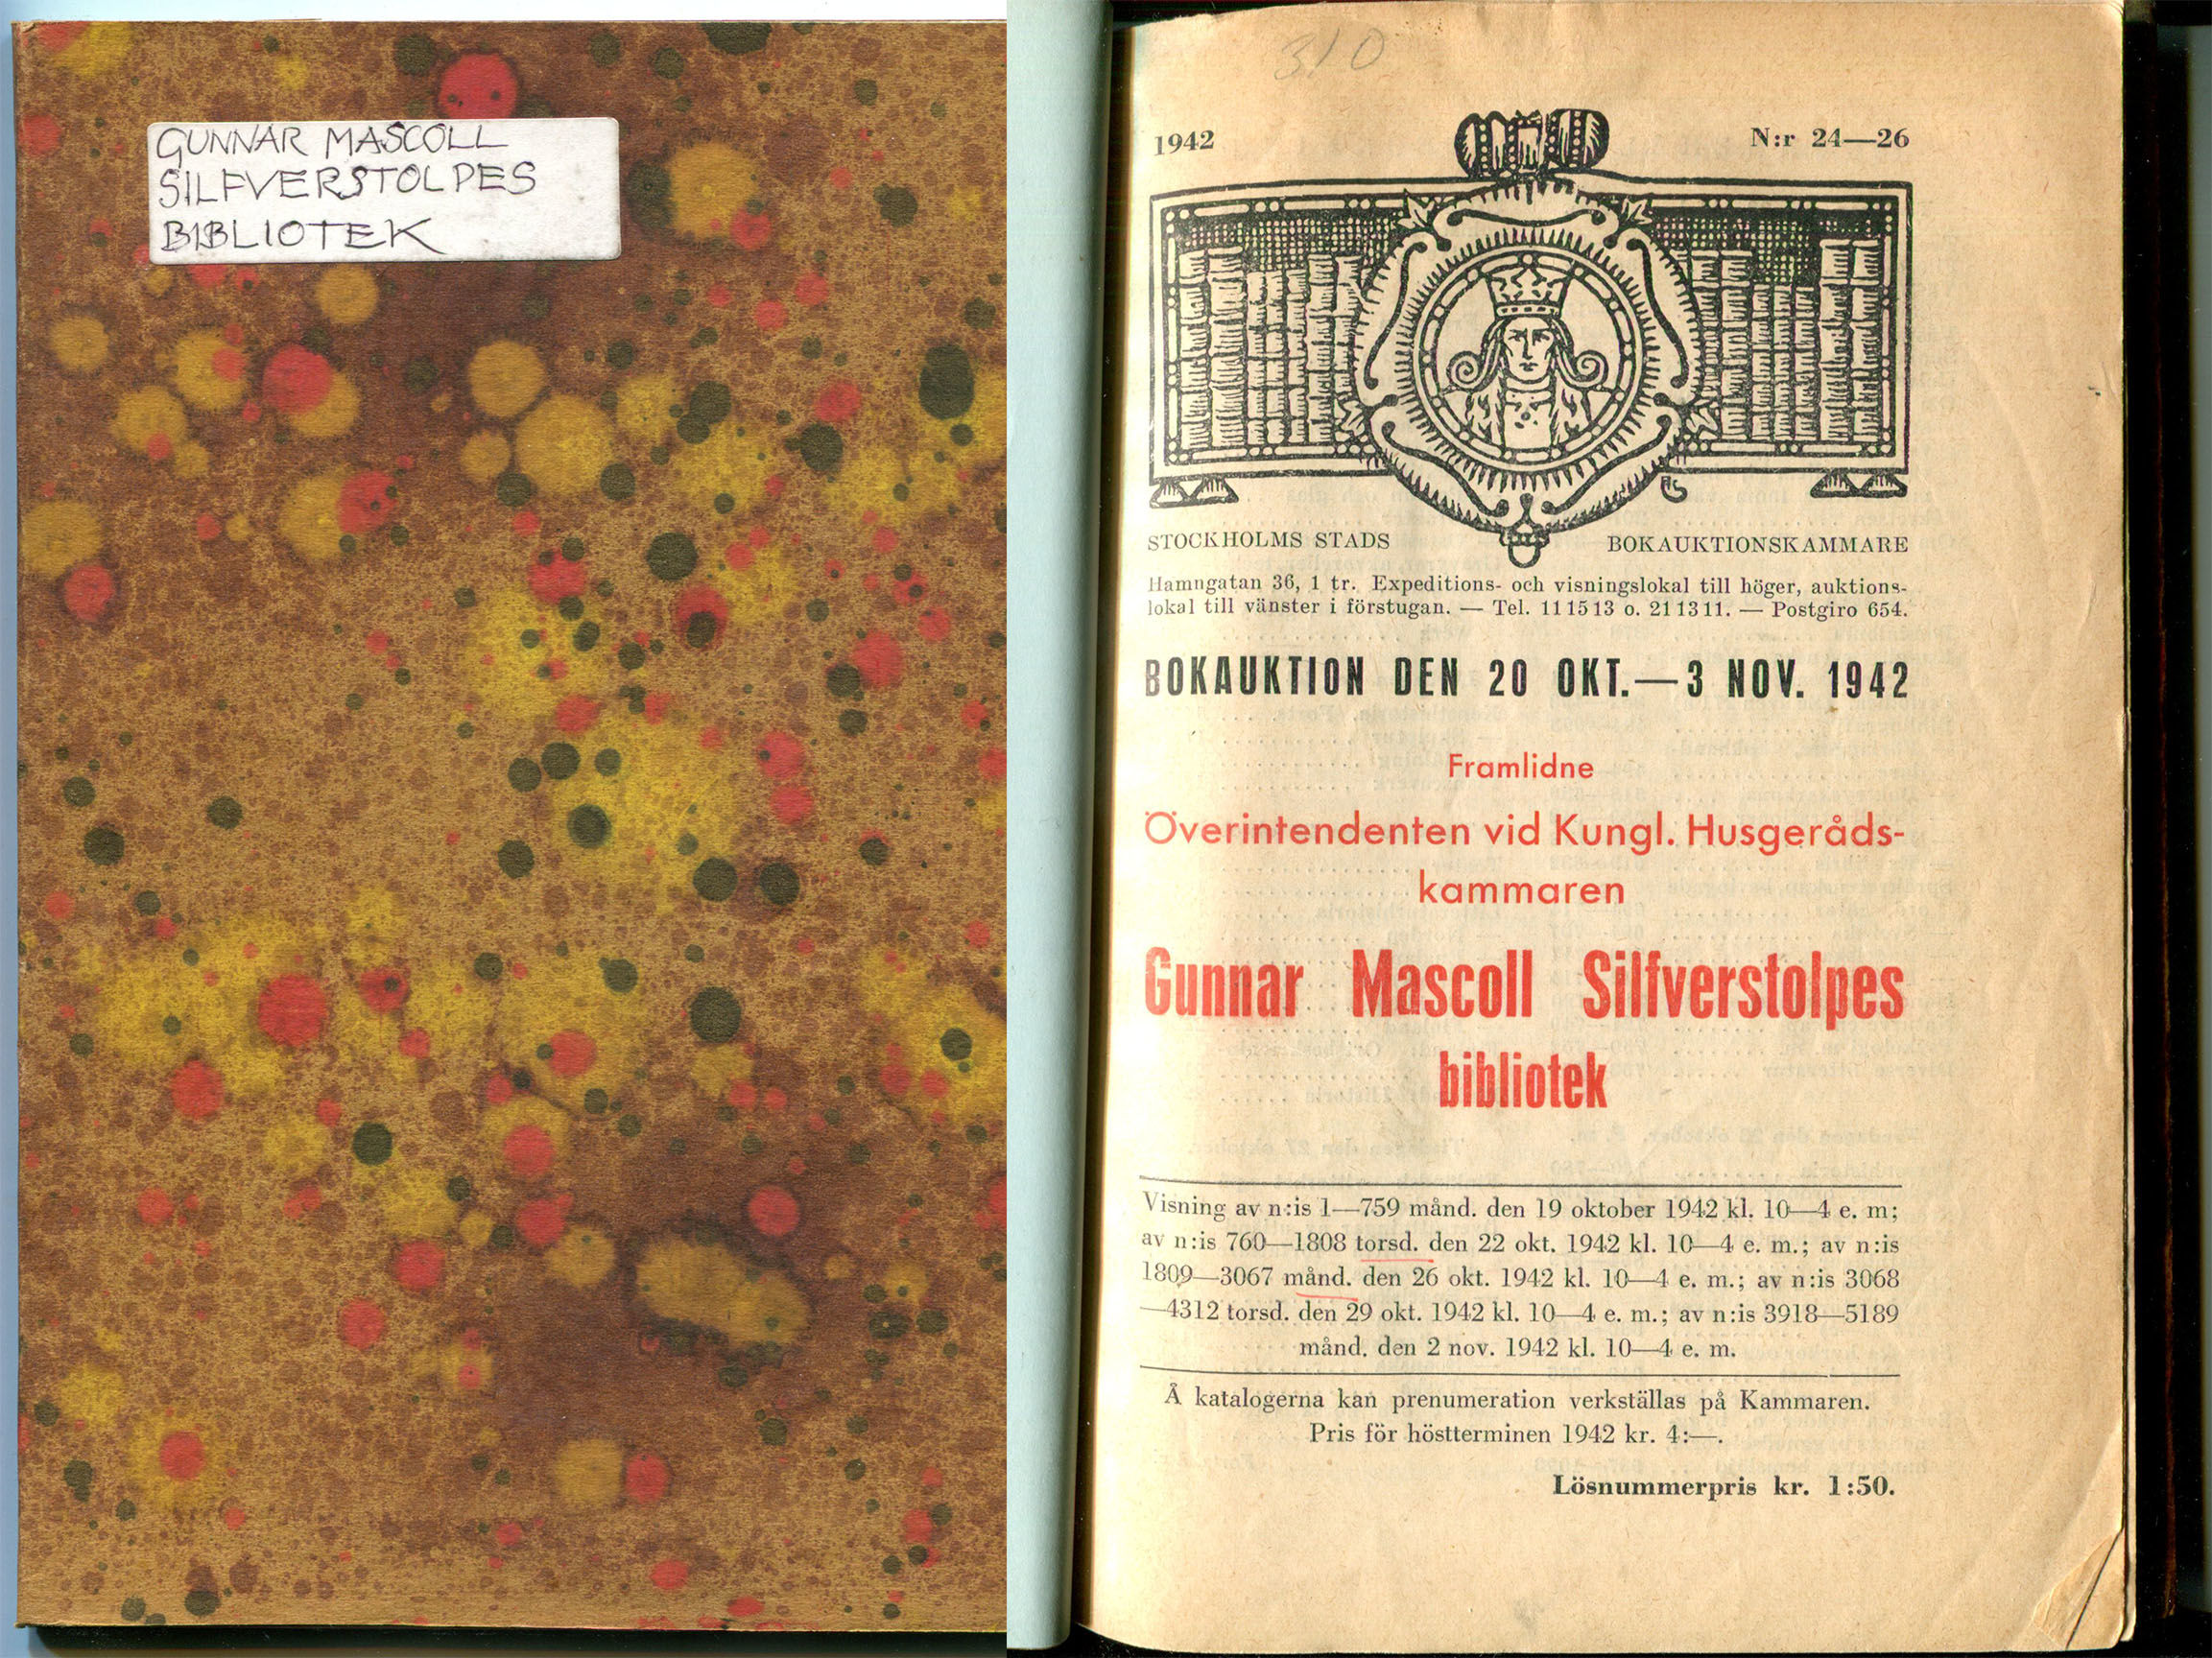 GUNNAR MASCOLL
SILFVERSTOLPES
BIBLIOTEK
310
1942
N:r 24—26
STOCKHOLMS STADS
BOKAUKTIONSKAMMARE
Hamngatan 36, 1 tr. Expeditions- och visningslokal till höger, auktions-
lokal till vänster i förstugan. — Tel. 11 15 13 o. 21 13 11. — Postgiro 654.
BOKAUKTION DEN 20 OKT.—3 NOV. 1942
Framlidne
Överintendenten vid Kungl. Husgeråds-
kammaren
Gunnar Mascoll Silfverstolpes
bibliotek
Visning av n:is 1—759 månd. den 19 oktober 1942 kl. 10—4 e. m;
av n:is 760—1808 torsd. den 22 okt. 1942 kl. 10—4 e. m.; av n:is
1809—3067 månd. den 26 okt. 1942 kl. 10—4 e. m.; av n:is 3068
—4312 torsd. den 29 okt. 1942 kl. 10—4 e. m.; av n:is 3918—5189
månd. den 2 nov. 1942 kl. 10—4 e. m.
Å katalogerna kan prenumeration verkställas på Kammaren.
Pris för höstterminen 1942 kr. 4:—.
Lösnummerpris kr. 1:50.